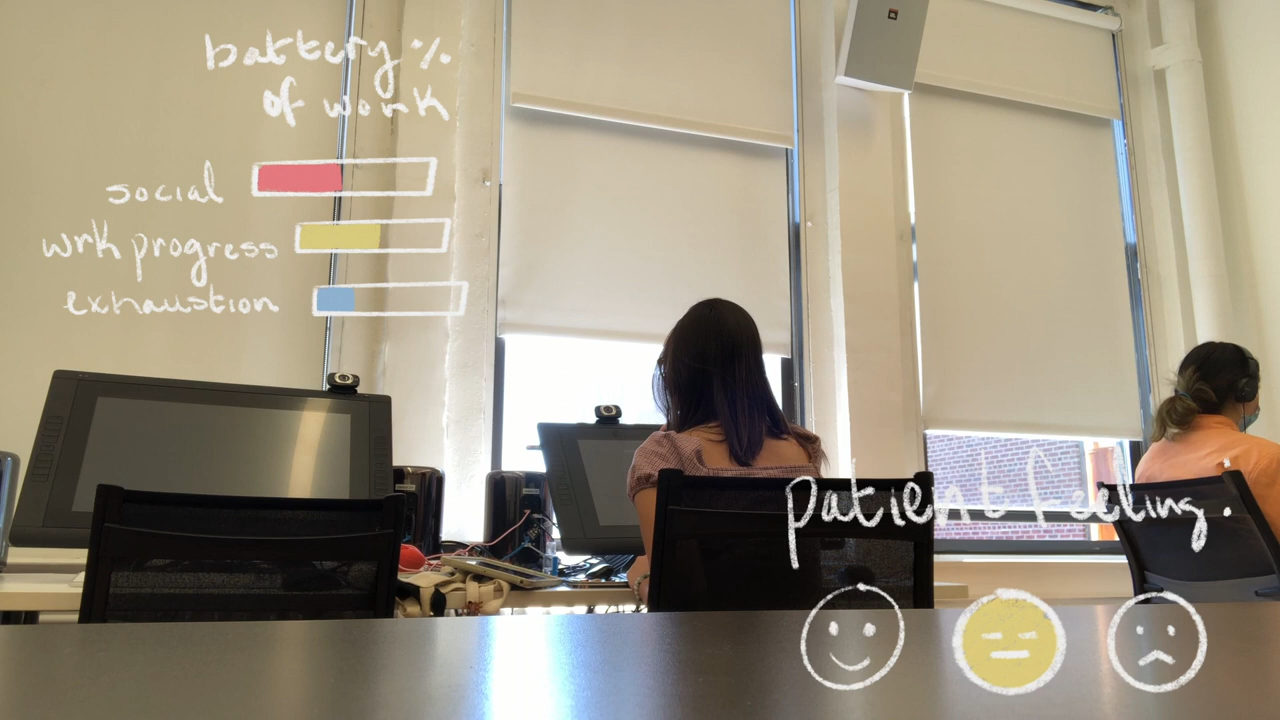 battery %
of work
social
wrk progress
exhaustion
patient feeling.